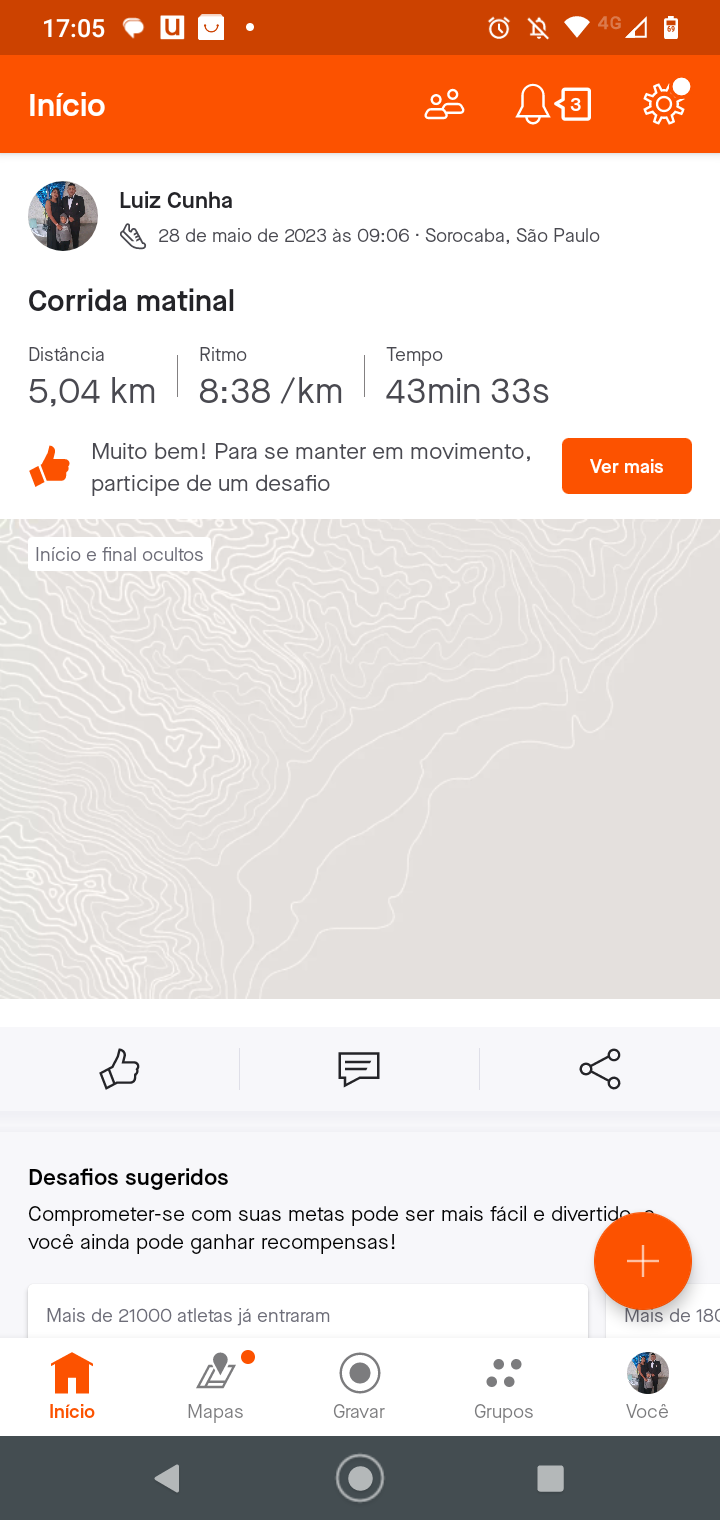 17:05
4G
69
Início
3
Luiz Cunha
28 de maio de 2023 às 09:06 · Sorocaba, São Paulo
Corrida matinal
Distância
Ritmo
Tempo
5,04 km
8:38 /km
43min 33s
Muito bem! Para se manter em movimento,
participe de um desafio
Ver mais
Início e final ocultos
Desafios sugeridos
Comprometer-se com suas metas pode ser mais fácil e divertido, e
você ainda pode ganhar recompensas!
Mais de 21000 atletas já entraram
Mais de 180
Início
Mapas
Gravar
Grupos
Você